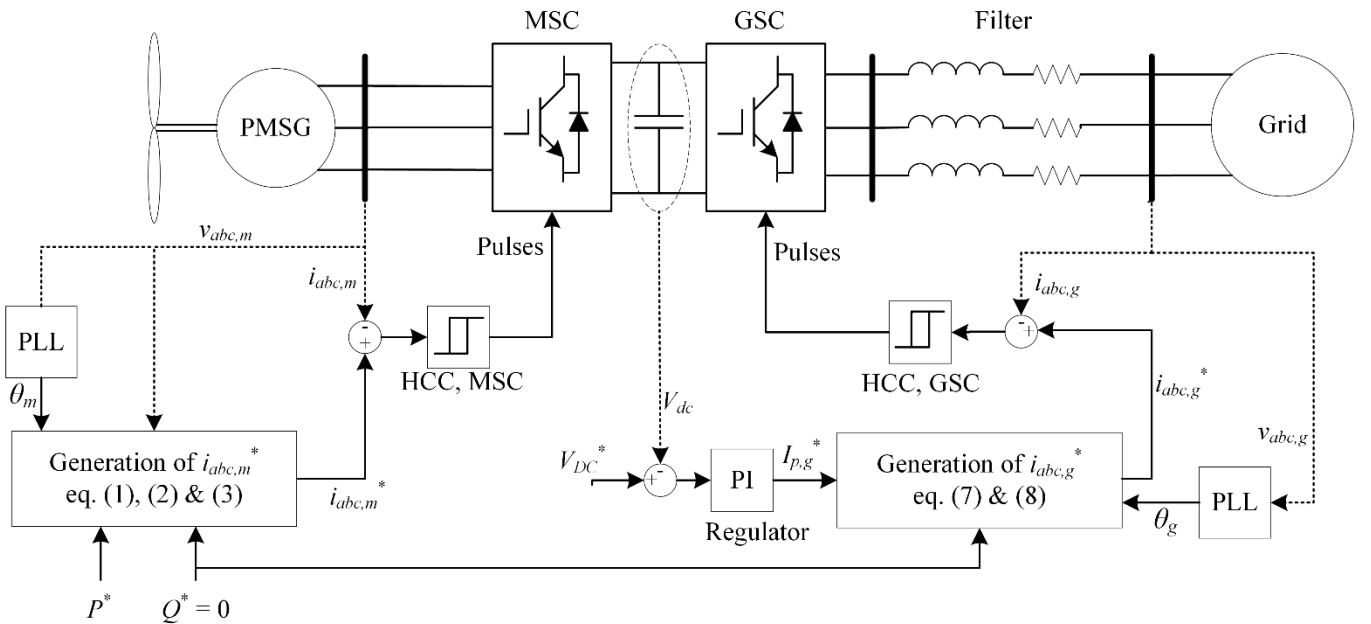 MSC
GSC
Filter
PMSG
Grid
v_abc,m
Pulses
Pulses
i_abc,m
i_abc,g
PLL
- +
- +
HCC, MSC
HCC, GSC
θ_m
V_dc
i_abc,g*
v_abc,g
Generation of i_abc,m*
eq. (1), (2) & (3)
i_abc,m*
V_DC*
+ -
PI
Regulator
I_p,g*
Generation of i_abc,g*
eq. (7) & (8)
θ_g
PLL
P*
Q* = 0